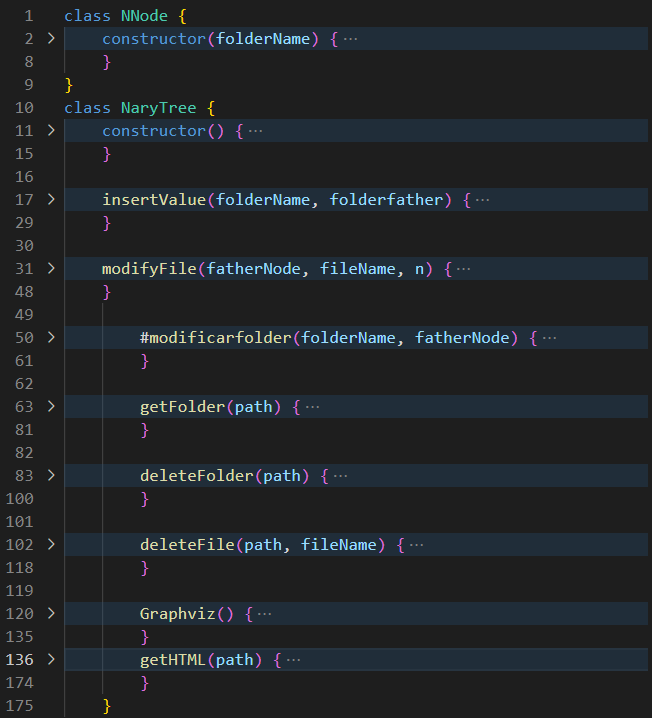 1 class NNode {
2 > constructor(folderName) { ···
8 }
9 }
10 class NaryTree {
11 > constructor() { ···
15 }
16
17 > insertValue(folderName, folderfather) { ···
29 }
30
31 > modifyFile(fatherNode, fileName, n) { ···
48 }
49
50 > #modificarfolder(folderName, fatherNode) { ···
61 }
62
63 > getFolder(path) { ···
81 }
82
83 > deleteFolder(path) { ···
100 }
101
102 > deleteFile(path, fileName) { ···
118 }
119
120 > Graphviz() { ···
135 }
136 > getHTML(path) { ···
174 }
175 }